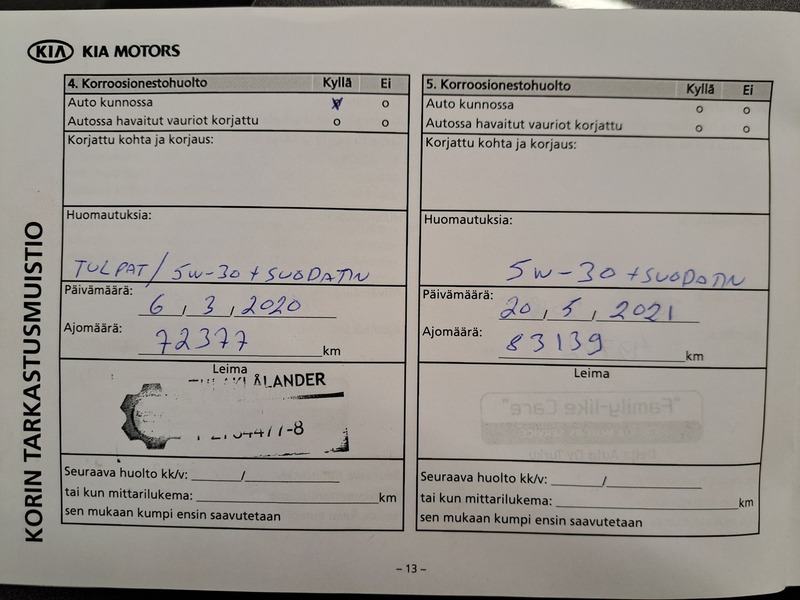 KIA KIA MOTORS
KORIN TARKASTUSMUISTIO
4. Korroosionestohuolto Kyllä Ei
Auto kunnossa
Autossa havaitut vauriot korjattu
Korjattu kohta ja korjaus:
Huomautuksia:
TULPAT / 5W-30 + SUODATIN
Päivämäärä:
6, 3, 2020
Ajomäärä:
72377 km
Leima
ÅLANDER
4477-8
Seuraava huolto kk/v: /
tai kun mittarilukema: km
sen mukaan kumpi ensin saavutetaan
5. Korroosionestohuolto Kyllä Ei
Auto kunnossa
Autossa havaitut vauriot korjattu
Korjattu kohta ja korjaus:
Huomautuksia:
5W-30 + SUODATIN
Päivämäärä:
20, 5, 2021
Ajomäärä:
83139 km
Leima
"Family-like Care"
Seuraava huolto kk/v: /
tai kun mittarilukema: km
sen mukaan kumpi ensin saavutetaan
– 13 –